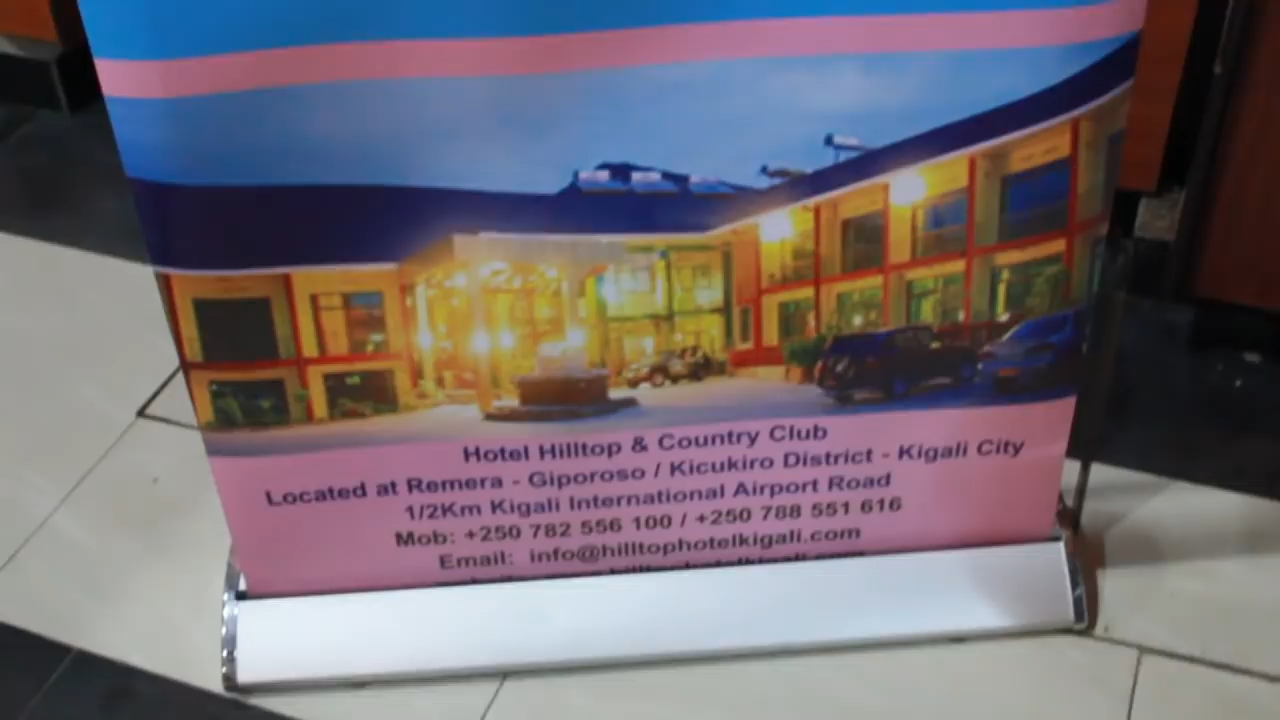 Hotel Hilltop & Country Club
Located at Remera - Giporoso / Kicukiro District - Kigali City
1/2Km Kigali International Airport Road
Mob: +250 782 556 100 / +250 788 551 616
Email: info@hilltophotelkigali.com